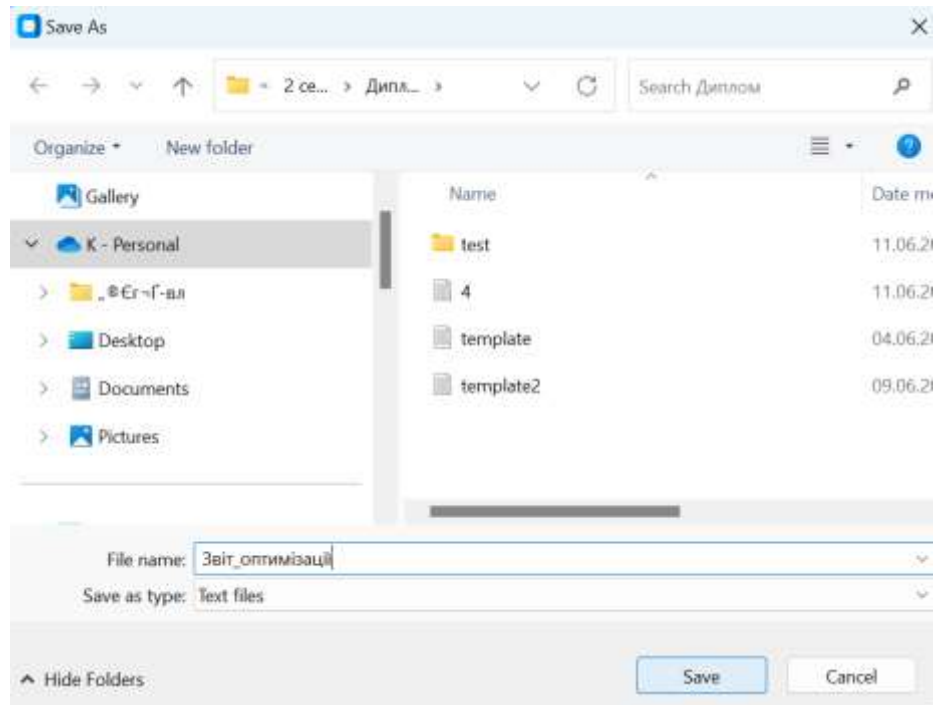 Save As
2 се... › Дипл... ›
Search Диплом
Organize
New folder
Gallery
K - Personal
Desktop
Documents
Pictures
Name
Date m
test
11.06.2
4
11.06.2
template
04.06.2
template2
09.06.2
File name: Звіт_оптимізації
Save as type: Text files
Hide Folders
Save
Cancel